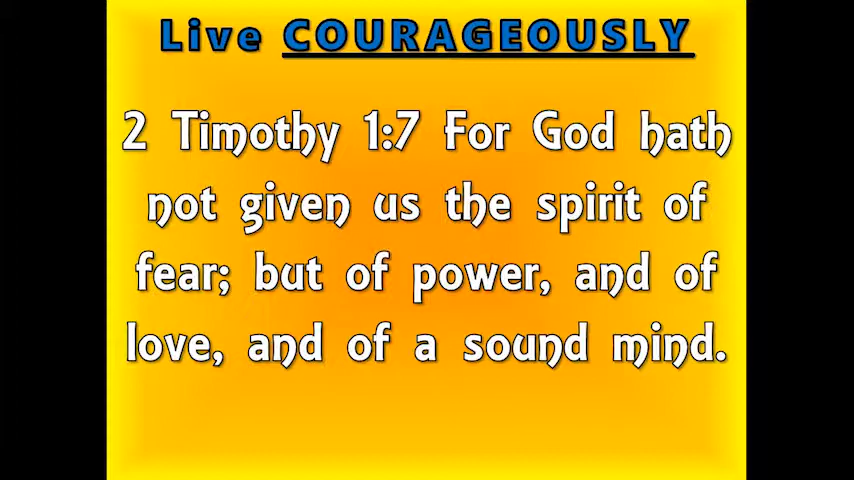 Live COURAGEOUSLY
2 Timothy 1:7 For God hath
not given us the spirit of
fear; but of power, and of
love, and of a sound mind.